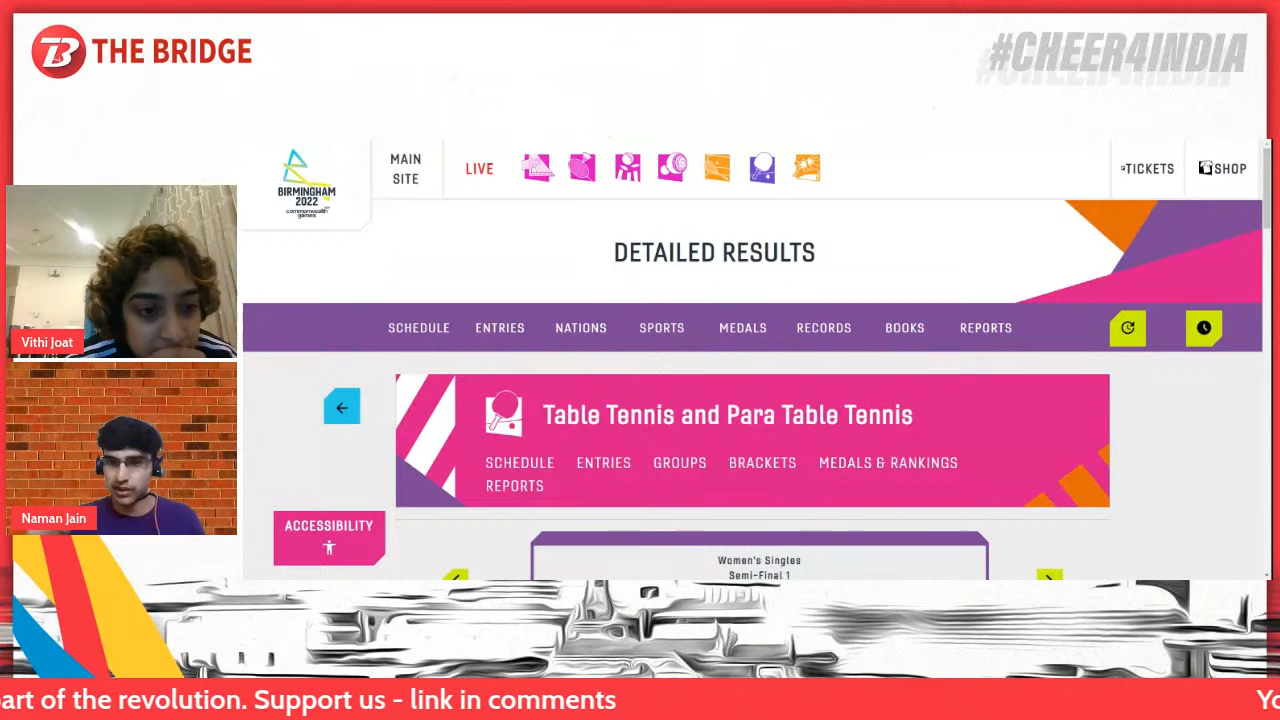 THE BRIDGE
#CHEER4INDIA
BIRMINGHAM
2022
commonwealth
games
MAIN
SITE
LIVE
TICKETS
SHOP
DETAILED RESULTS
SCHEDULE ENTRIES NATIONS SPORTS MEDALS RECORDS BOOKS REPORTS
Table Tennis and Para Table Tennis
SCHEDULE ENTRIES GROUPS BRACKETS MEDALS & RANKINGS
REPORTS
ACCESSIBILITY
Women's Singles
Semi-Final 1
Vithi Joat
Naman Jain
art of the revolution. Support us - link in comments
Yo